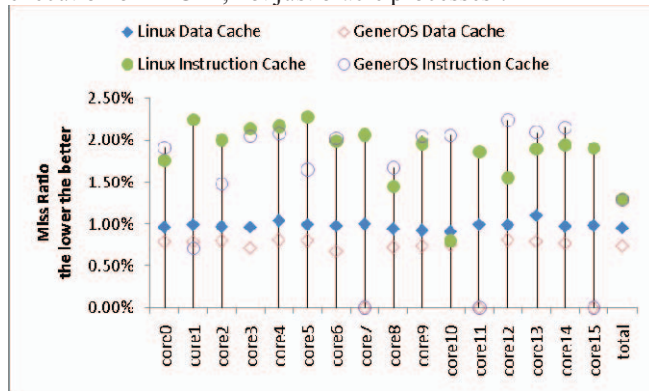 Linux Data Cache
GenerOS Data Cache
Linux Instruction Cache
GenerOS Instruction Cache
2.50%
2.00%
1.50%
1.00%
0.50%
0.00%
Miss Ratio
the lower the better
core0
core1
core2
core3
core4
core5
core6
core7
core8
core9
core10
core11
core12
core13
core14
core15
total